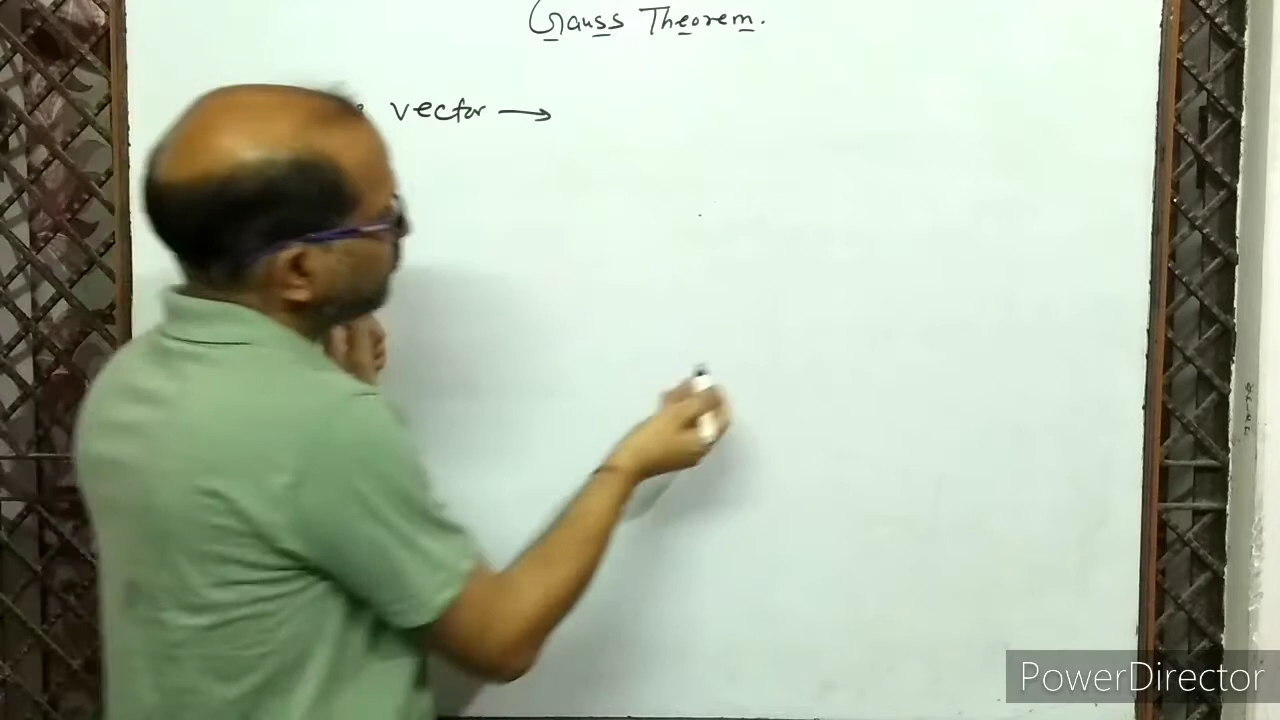 Gauss Theorem.
vector →
PowerDirector